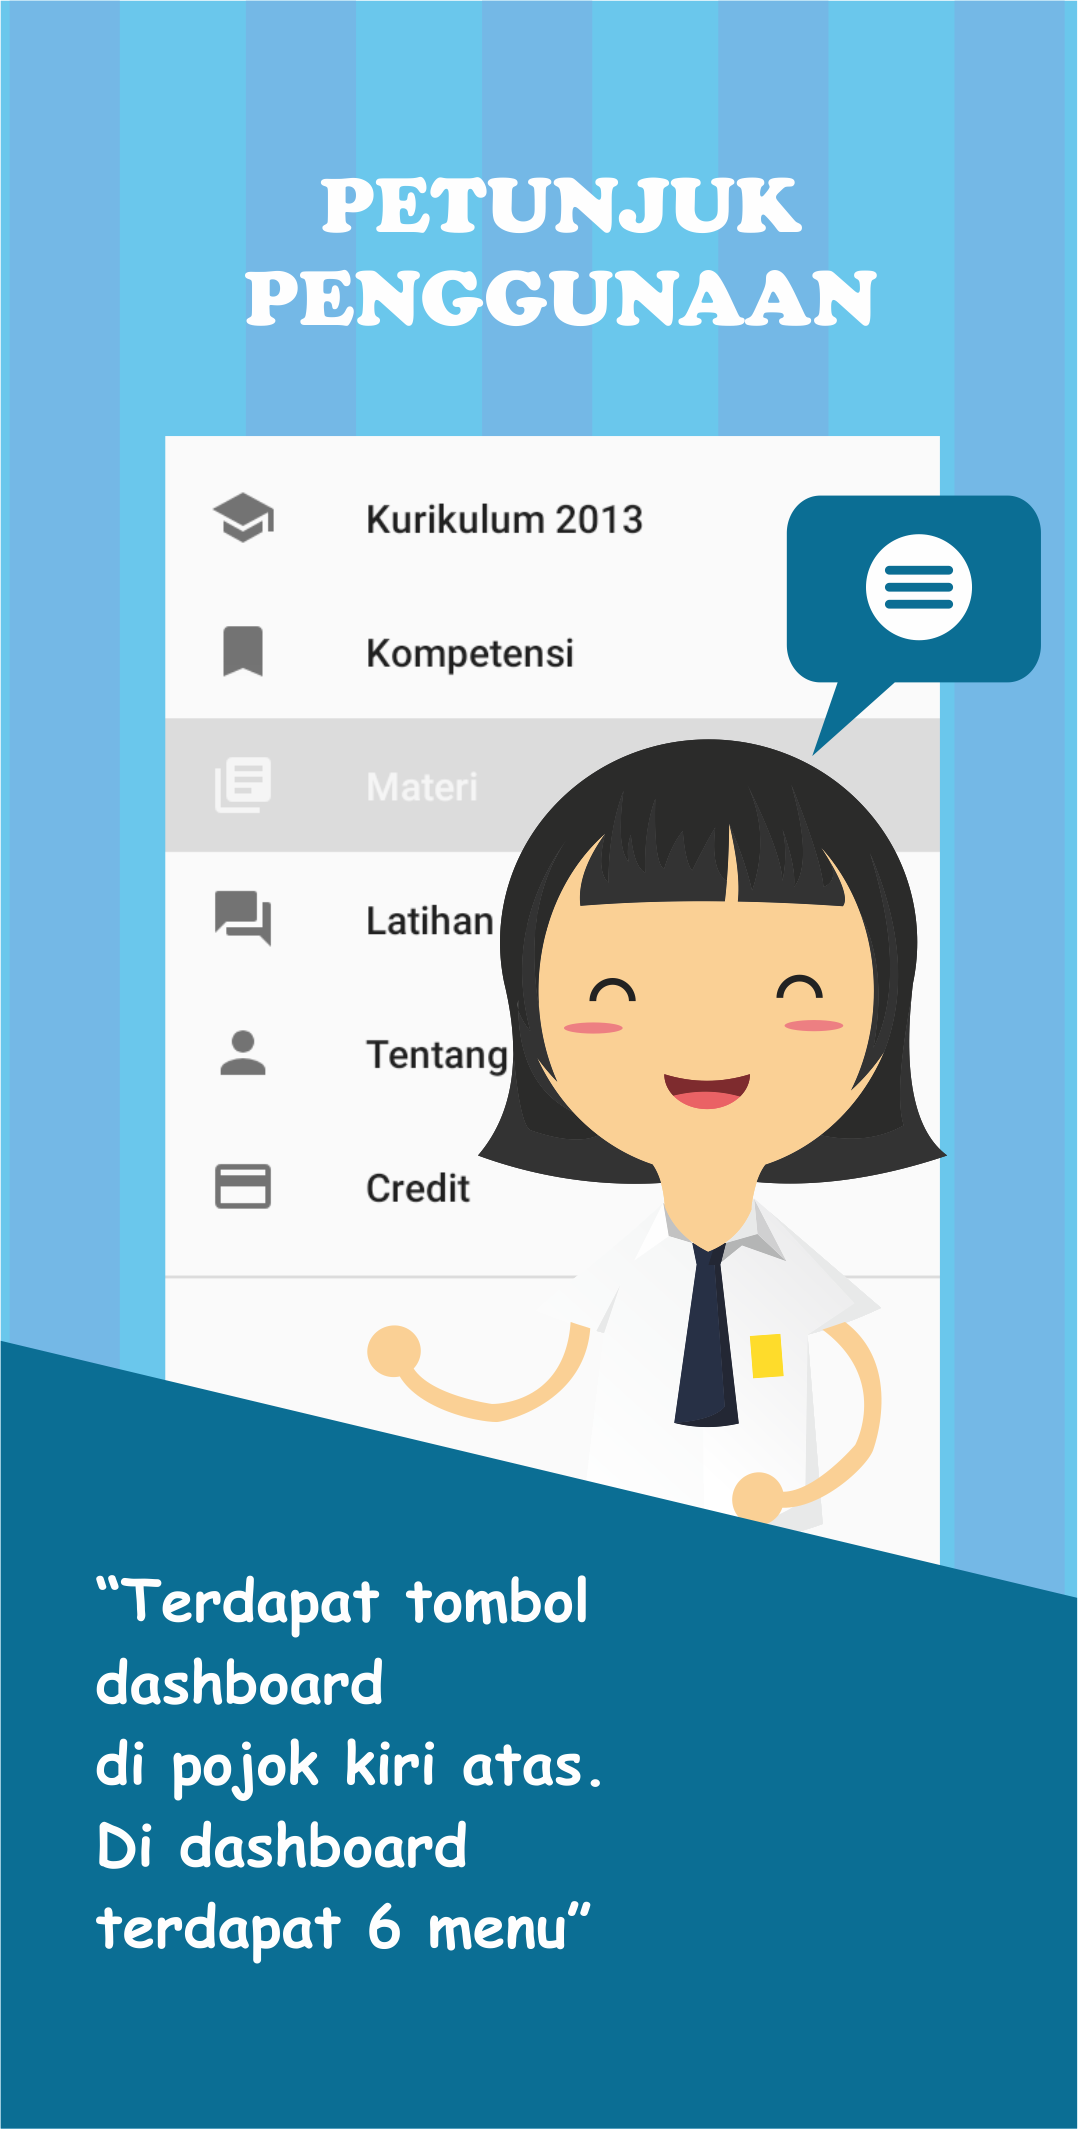 PETUNJUK
PENGGUNAAN
Kurikulum 2013
Kompetensi
Materi
Latihan
Tentang
Credit
“Terdapat tombol
dashboard
di pojok kiri atas.
Di dashboard
terdapat 6 menu”